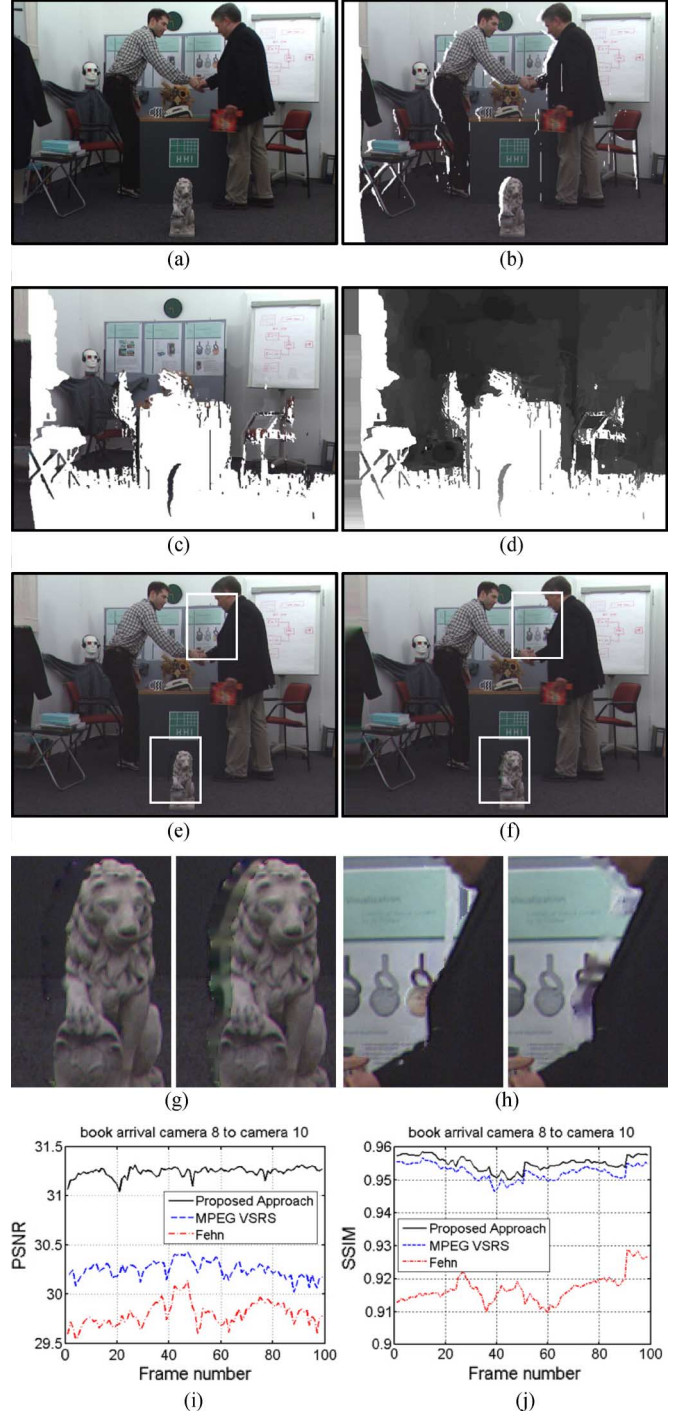 HHI
(a)
(b)
(c)
(d)
HHI
HHI
(e)
(f)
(g)
(h)
book arrival camera 8 to camera 10
31.5
31
30.5
30
29.5
PSNR
Proposed Approach
MPEG VSRS
Fehn
0
20
40
60
80
100
Frame number
(i)
book arrival camera 8 to camera 10
0.96
0.95
0.94
0.93
0.92
0.91
0.9
SSIM
Proposed Approach
MPEG VSRS
Fehn
0
20
40
60
80
100
Frame number
(j)